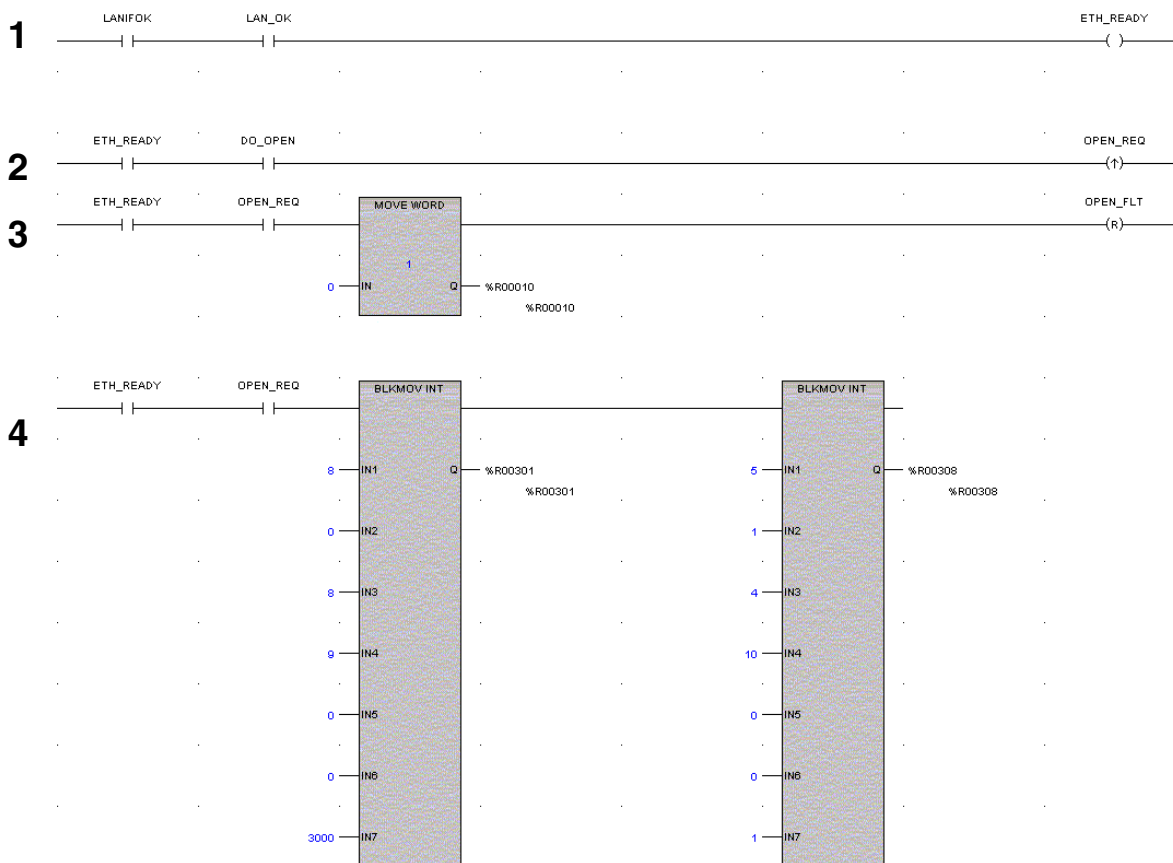 LANIFOK LAN_OK ETH_READY
1 ( )
ETH_READY DO_OPEN OPEN_REQ
2 (↑)
ETH_READY OPEN_REQ MOVE WORD OPEN_FLT
3 (R)
1
0 IN Q %R00010
%R00010
ETH_READY OPEN_REQ BLKMOV INT BLKMOV INT
4
8 IN1 Q %R00301 5 IN1 Q %R00308
%R00301 %R00308
0 IN2 1 IN2
8 IN3 4 IN3
9 IN4 10 IN4
0 IN5 0 IN5
0 IN6 0 IN6
3000 IN7 1 IN7